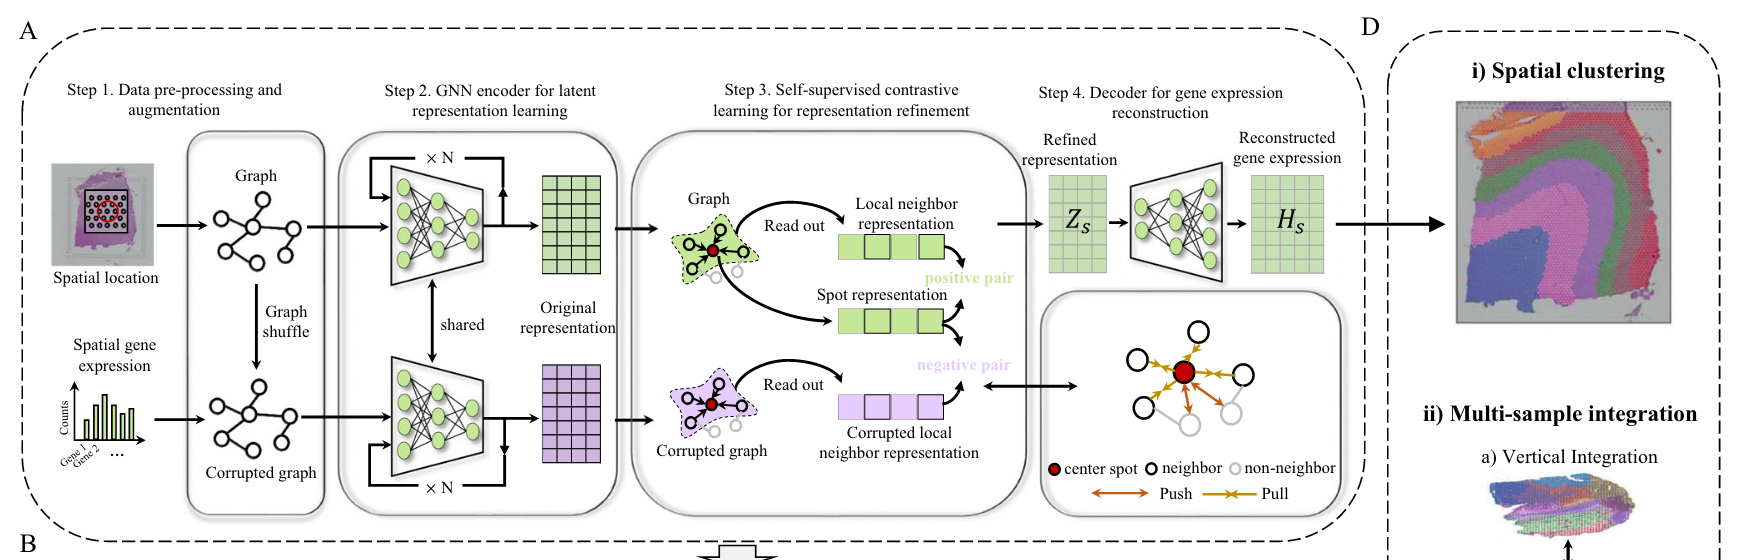 A
D
Step 1. Data pre-processing and
augmentation
Step 2. GNN encoder for latent
representation learning
Step 3. Self-supervised contrastive
learning for representation refinement
Step 4. Decoder for gene expression
reconstruction
i) Spatial clustering
Spatial location
Graph
Graph
shuffle
Spatial gene
expression
Counts
Gene 1
Gene 2
...
Corrupted graph
× N
shared
Original
representation
× N
Graph
Read out
Local neighbor
representation
positive pair
Spot representation
negative pair
Read out
Corrupted graph
Corrupted local
neighbor representation
Refined
representation
Zs
Reconstructed
gene expression
Hs
center spot
neighbor
non-neighbor
Push
Pull
ii) Multi-sample integration
a) Vertical Integration
B